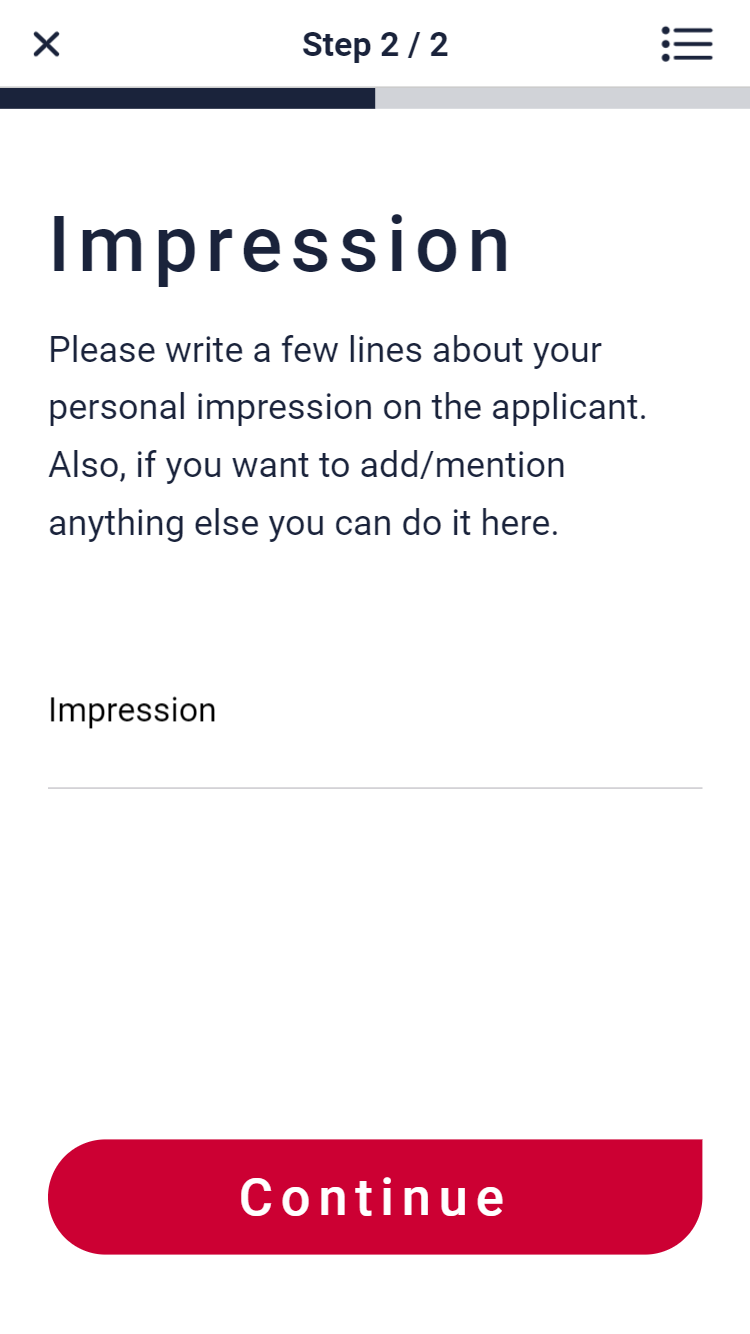 Step 2 / 2
Impression
Please write a few lines about your
personal impression on the applicant.
Also, if you want to add/mention
anything else you can do it here.
Impression
Continue